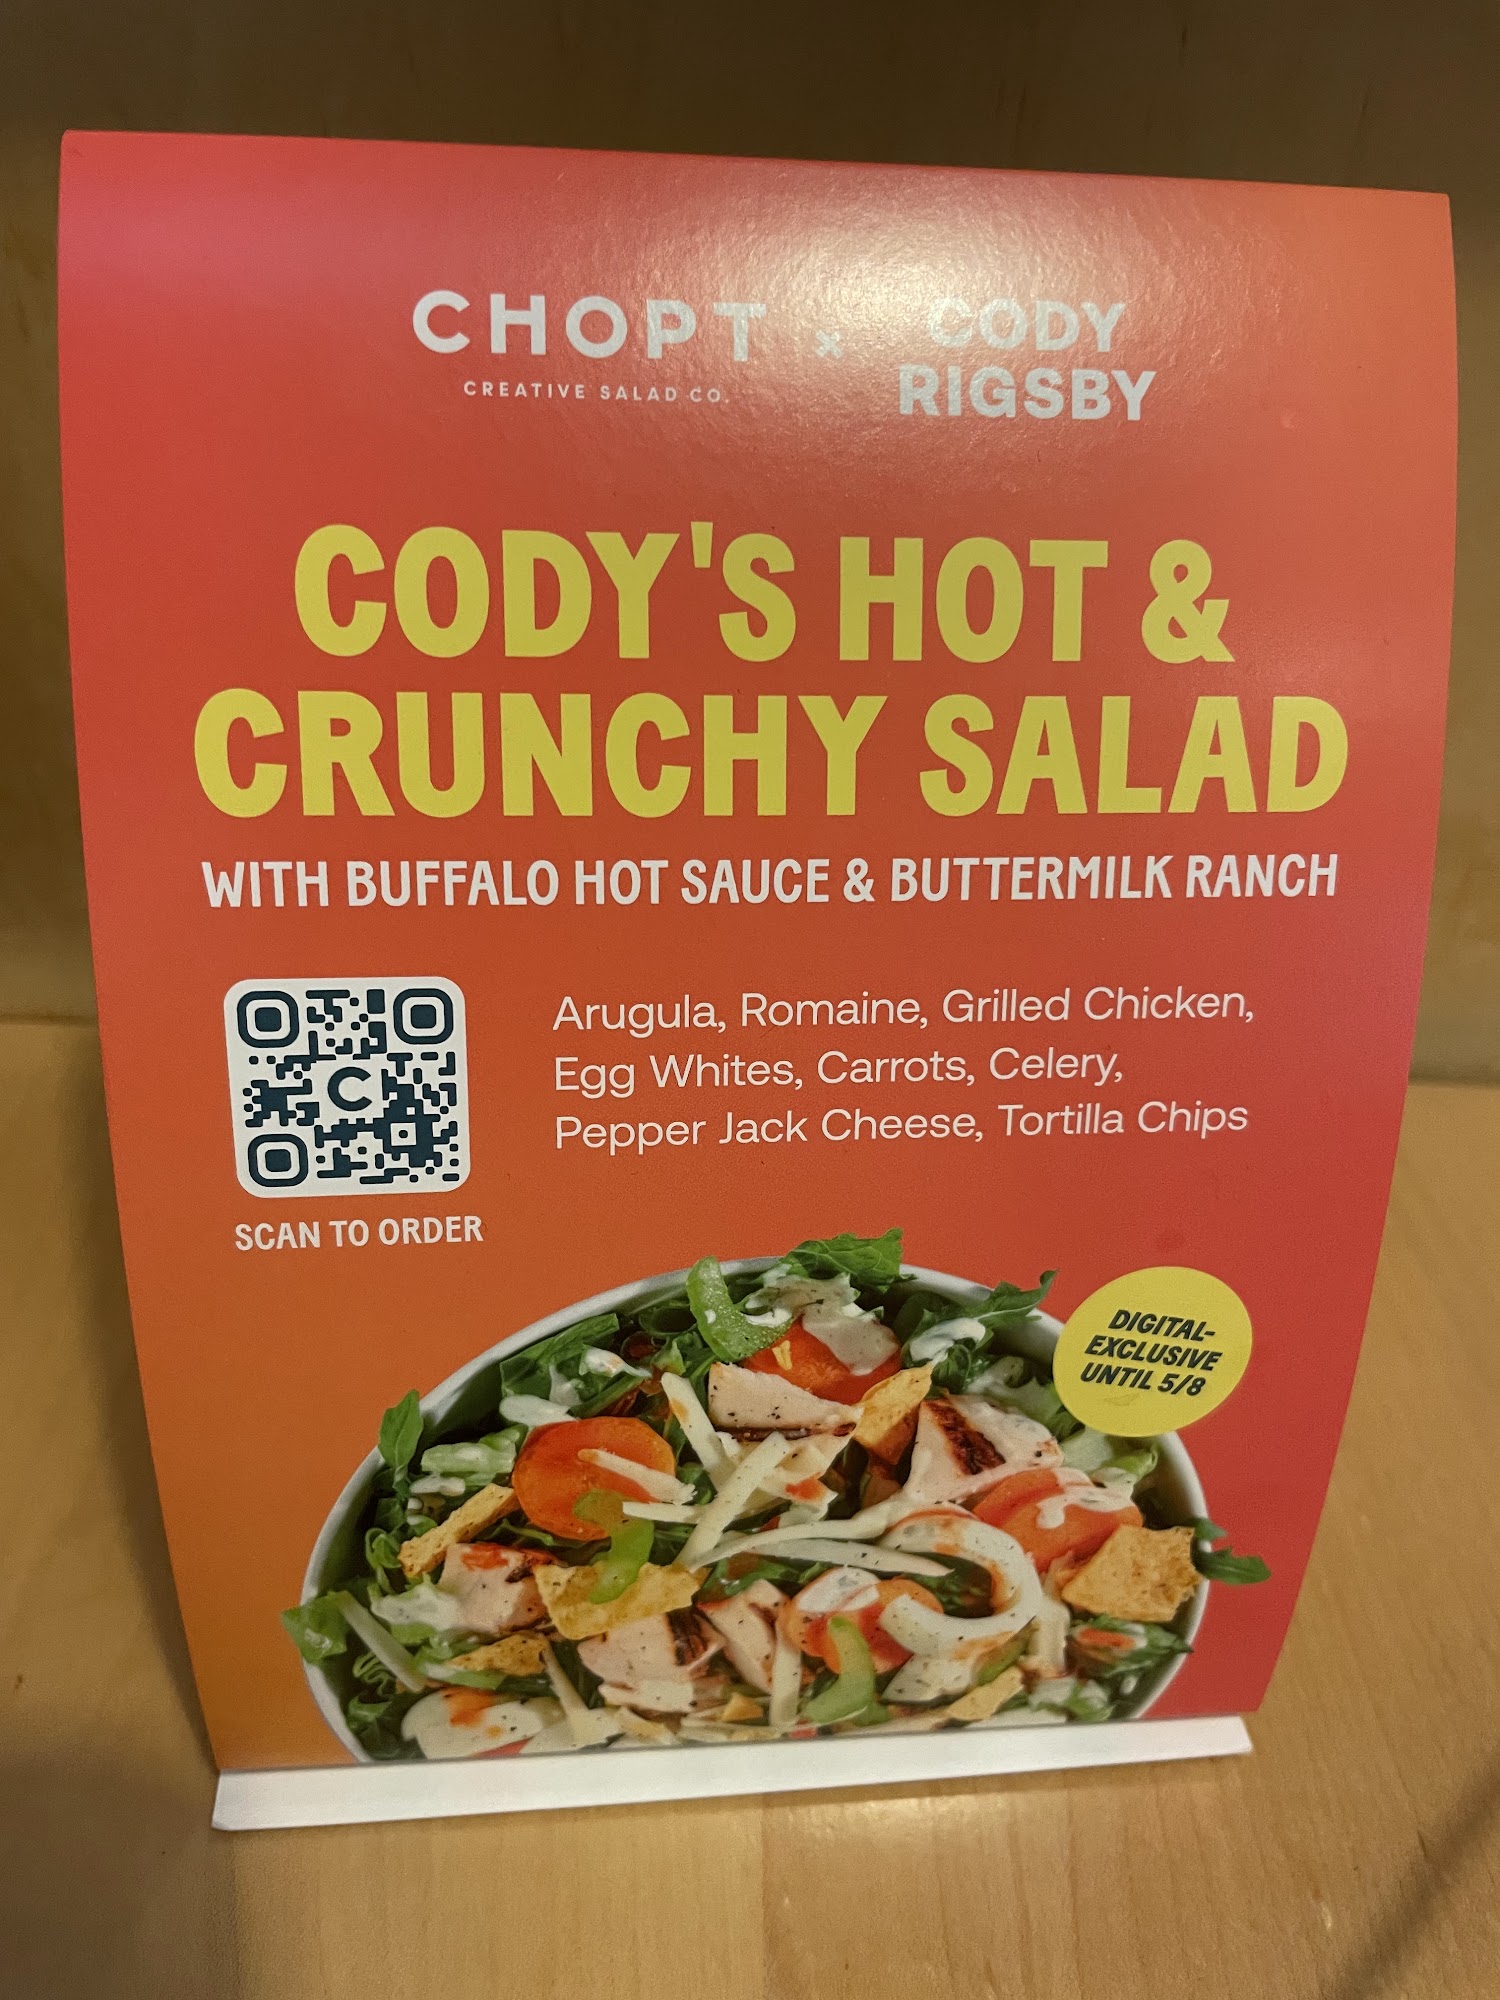 CHOPT × CODY
RIGSBY
CREATIVE SALAD CO.
CODY'S HOT &
CRUNCHY SALAD
WITH BUFFALO HOT SAUCE & BUTTERMILK RANCH
Arugula, Romaine, Grilled Chicken,
Egg Whites, Carrots, Celery,
Pepper Jack Cheese, Tortilla Chips
C
SCAN TO ORDER
DIGITAL-
EXCLUSIVE
UNTIL 5/8